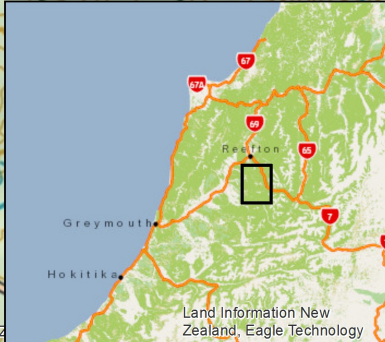 67
67A
69
Reefton
65
7
Greymouth
Hokitika
Land Information New
Zealand, Eagle Technology